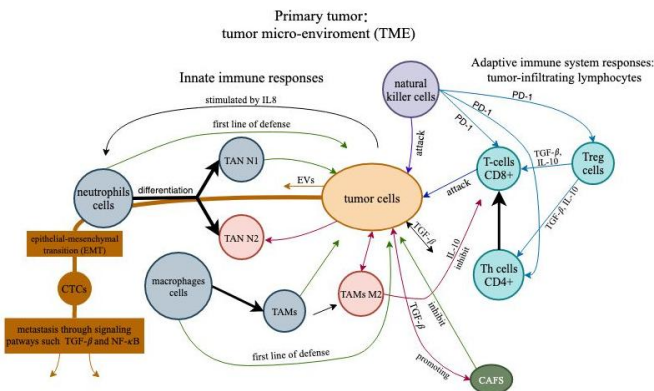 Primary tumor:
tumor micro-enviroment (TME)
Innate immune responses
Adaptive immune system responses:
tumor-infiltrating lymphocytes
stimulated by IL8
first line of defense
natural
killer cells
PD-1
PD-1
PD-1
attack
TAN N1
neutrophils
cells
differentiation
EVs
tumor cells
attack
T-cells
CD8+
TGF-β,
IL-10
Treg
cells
TGF-β, IL-10
TAN N2
epithelial-mesenchymal
transition (EMT)
TGF-β
IL-10
inhibit
Th cells
CD4+
CTCs
macrophages
cells
TAMs
TAMs M2
metastasis through signaling
patways such TGF-β and NF-κB
first line of defense
TGF-β
inhibit
promoting
CAFS